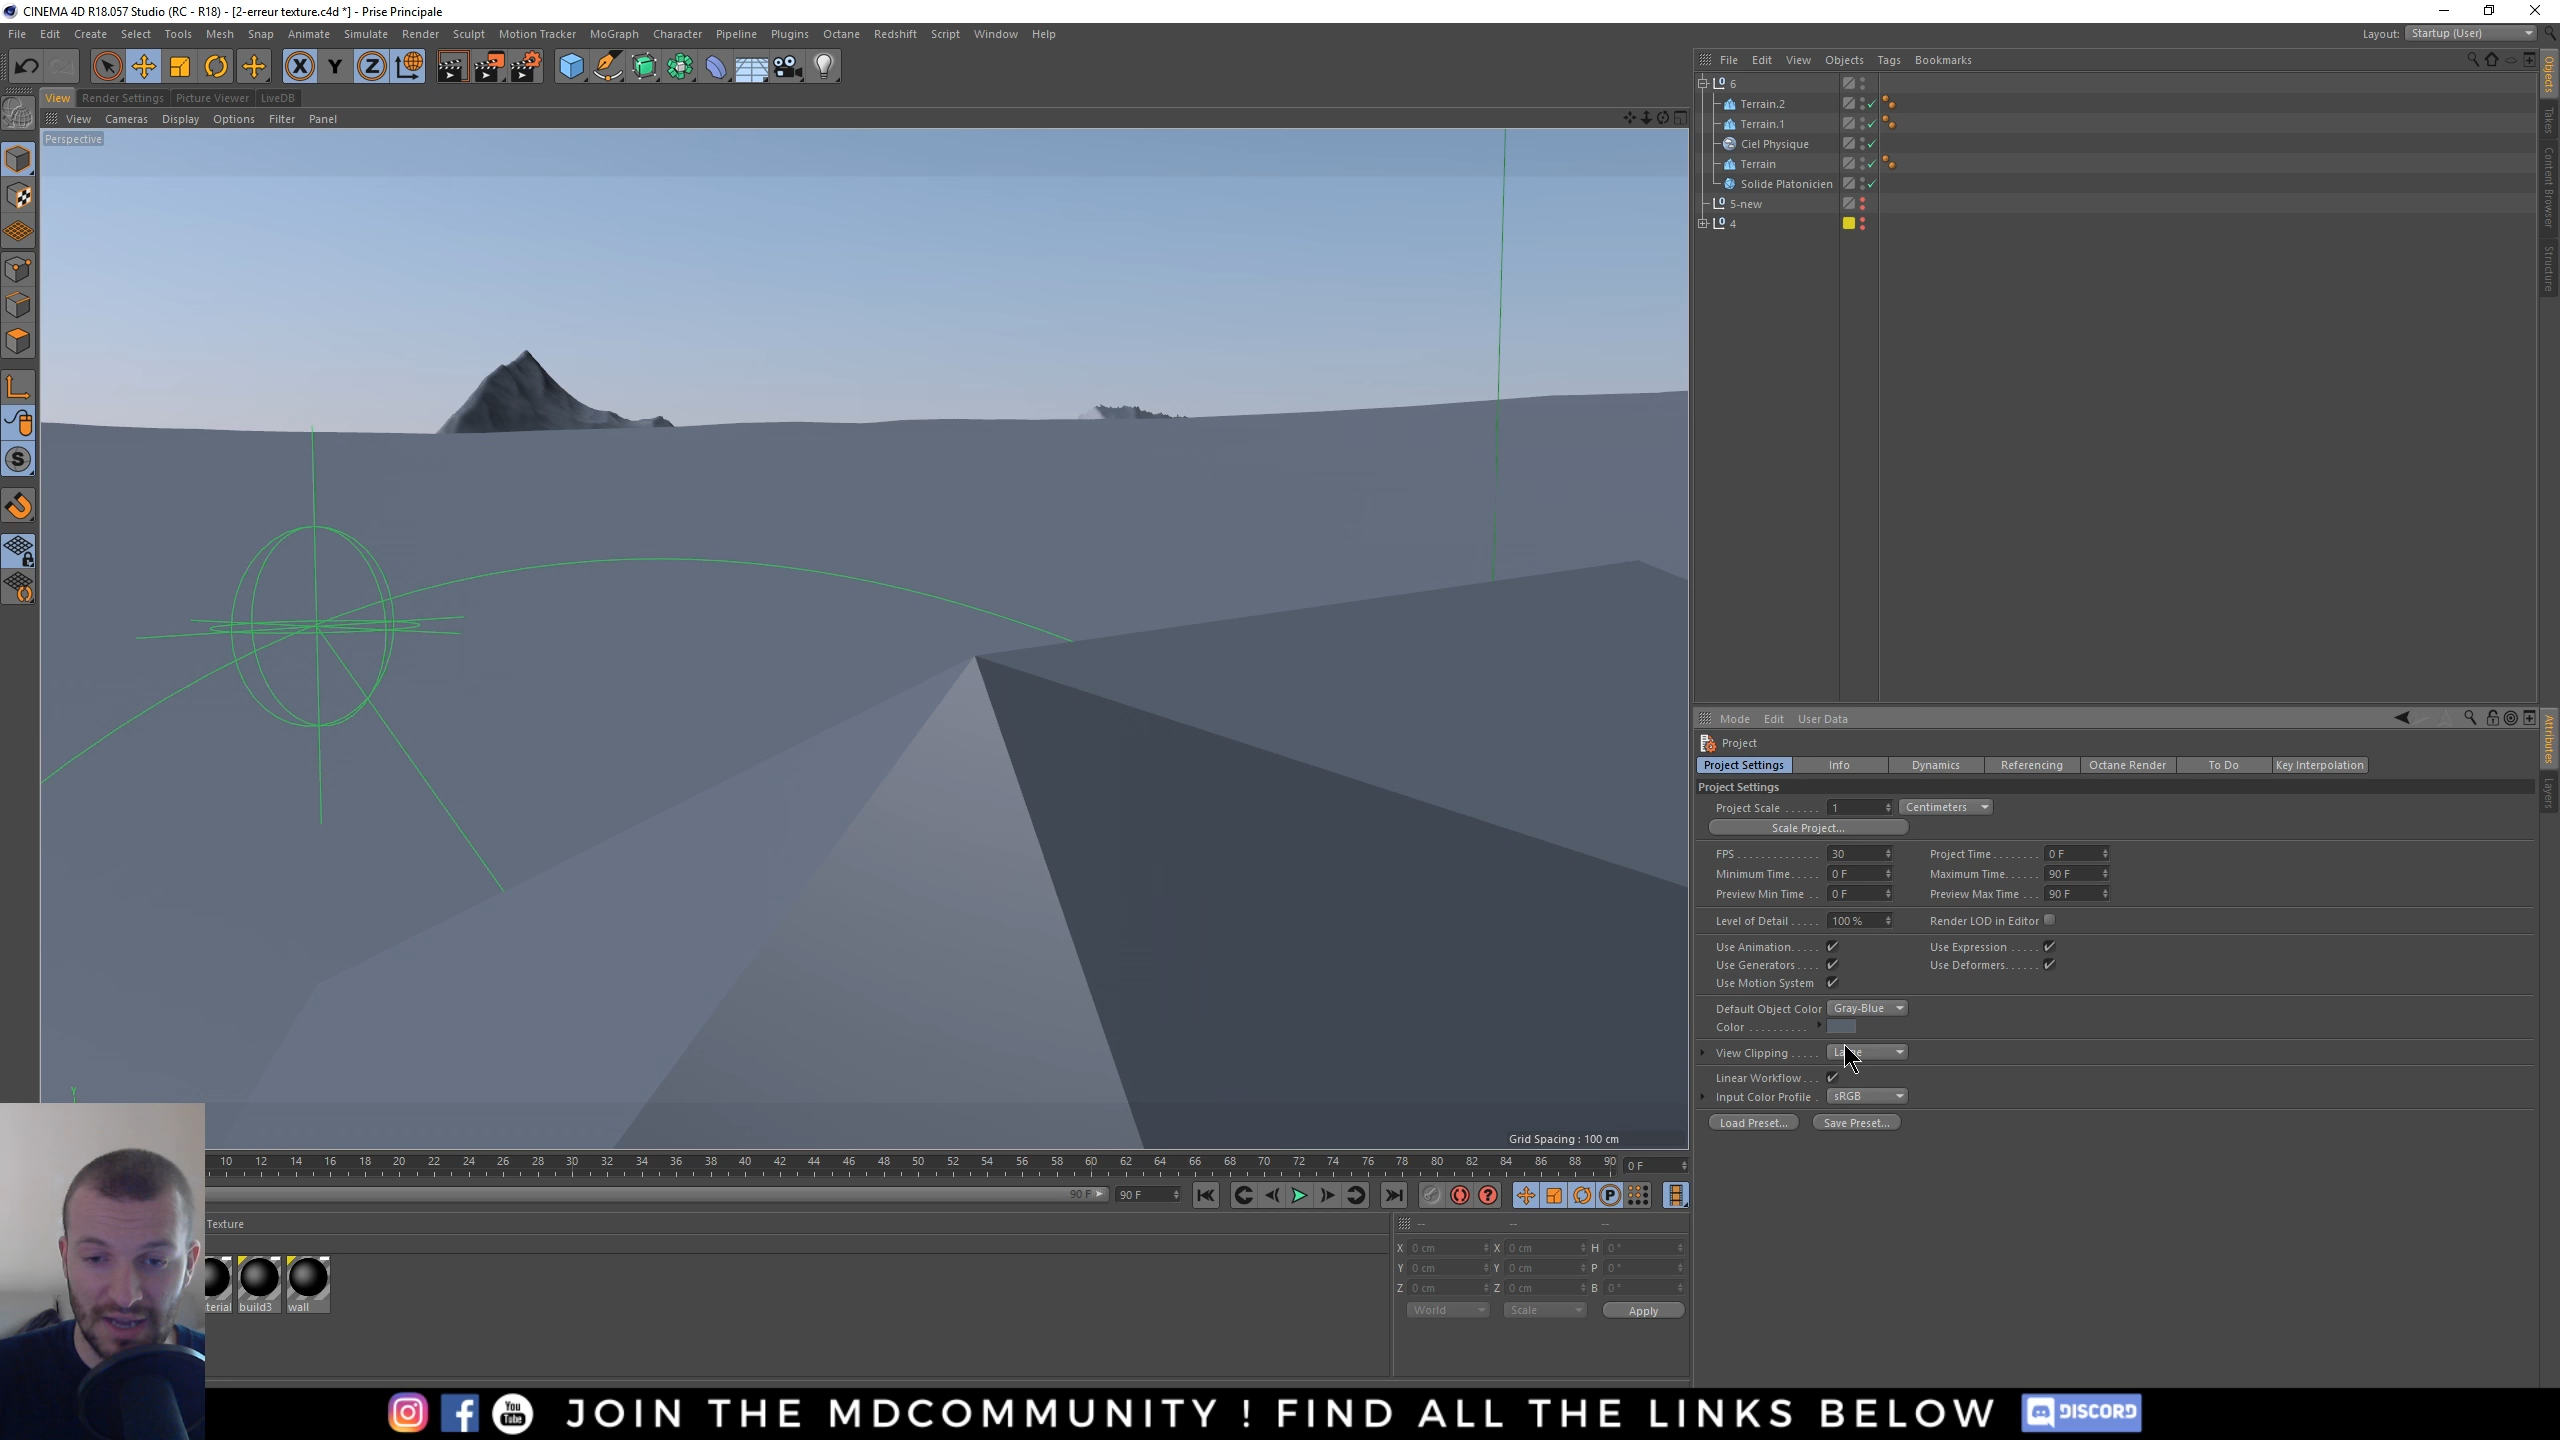 CINEMA 4D R18.057 Studio (RC - R18) - [2-erreur texture.c4d *] - Prise Principale
File Edit Create Select Tools Mesh Snap Animate Simulate Render Sculpt Motion Tracker MoGraph Character Pipeline Plugins Octane Redshift Script Window Help
Layout: Startup (User)
X Y Z
View Render Settings Picture Viewer LiveDB
View Cameras Display Options Filter Panel
Perspective
File Edit View Objects Tags Bookmarks
6
Terrain.2
Terrain.1
Ciel Physique
Terrain
Solide Platonicien
5-new
4
Objects
Takes
Content Browser
Structure
Mode Edit User Data
Project
Project Settings Info Dynamics Referencing Octane Render To Do Key Interpolation
Project Settings
Project Scale ...... 1 Centimeters
Scale Project...
FPS .............. 30 Project Time ........ 0 F
Minimum Time..... 0 F Maximum Time...... 90 F
Preview Min Time .. 0 F Preview Max Time ... 90 F
Level of Detail ..... 100 % Render LOD in Editor
Use Animation..... Use Expression .....
Use Generators .... Use Deformers......
Use Motion System
Default Object Color Gray-Blue
Color ..........
View Clipping .....
Linear Workflow ...
Input Color Profile . sRGB
Load Preset... Save Preset...
Attributes
Layers
Y
Grid Spacing : 100 cm
10 12 14 16 18 20 22 24 26 28 30 32 34 36 38 40 42 44 46 48 50 52 54 56 58 60 62 64 66 68 70 72 74 76 78 80 82 84 86 88 90 0 F
90 F 90 F
Texture
build3 wall
-- -- --
X 0 cm X 0 cm H 0 °
Y 0 cm Y 0 cm P 0 °
Z 0 cm Z 0 cm B 0 °
World Scale Apply
You Tube JOIN THE MDCOMMUNITY ! FIND ALL THE LINKS BELOW DISCORD